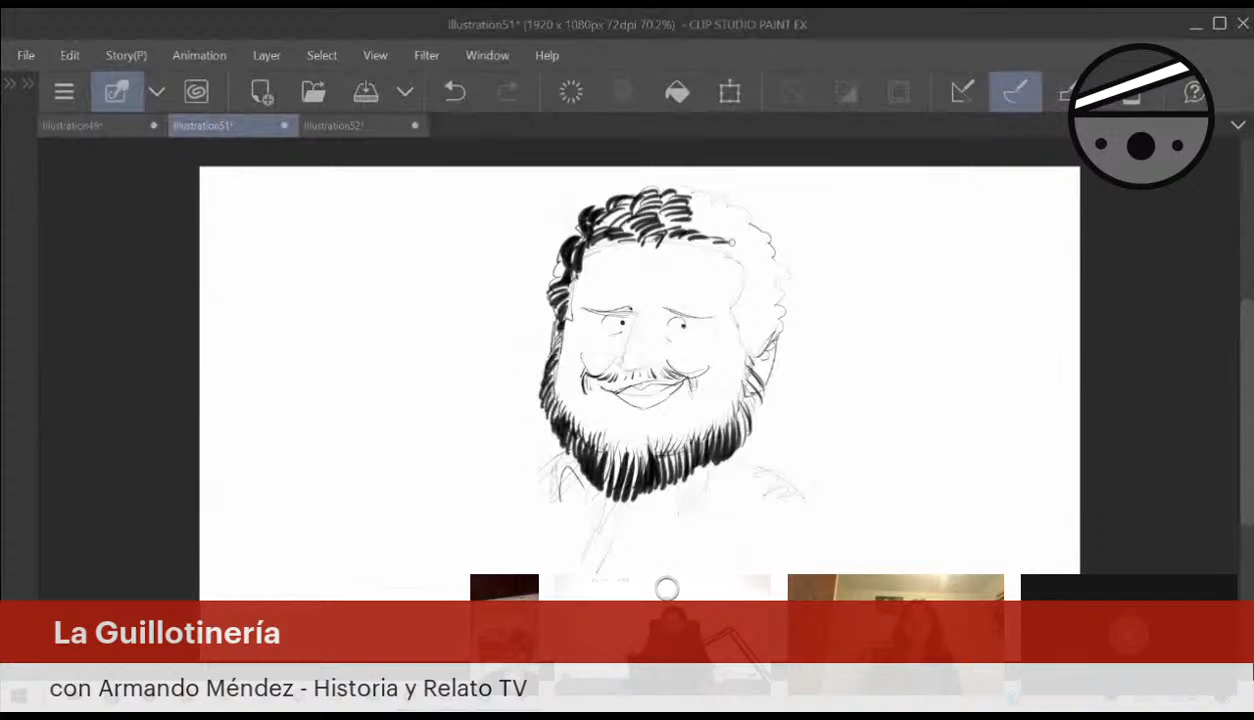 Illustration51* (1920 x 1080px 72dpi 70.2%) - CLIP STUDIO PAINT EX
File Edit Story(P) Animation Layer Select View Filter Window Help
Illustration49* Illustration51* Illustration52*
La Guillotinería
con Armando Méndez - Historia y Relato TV